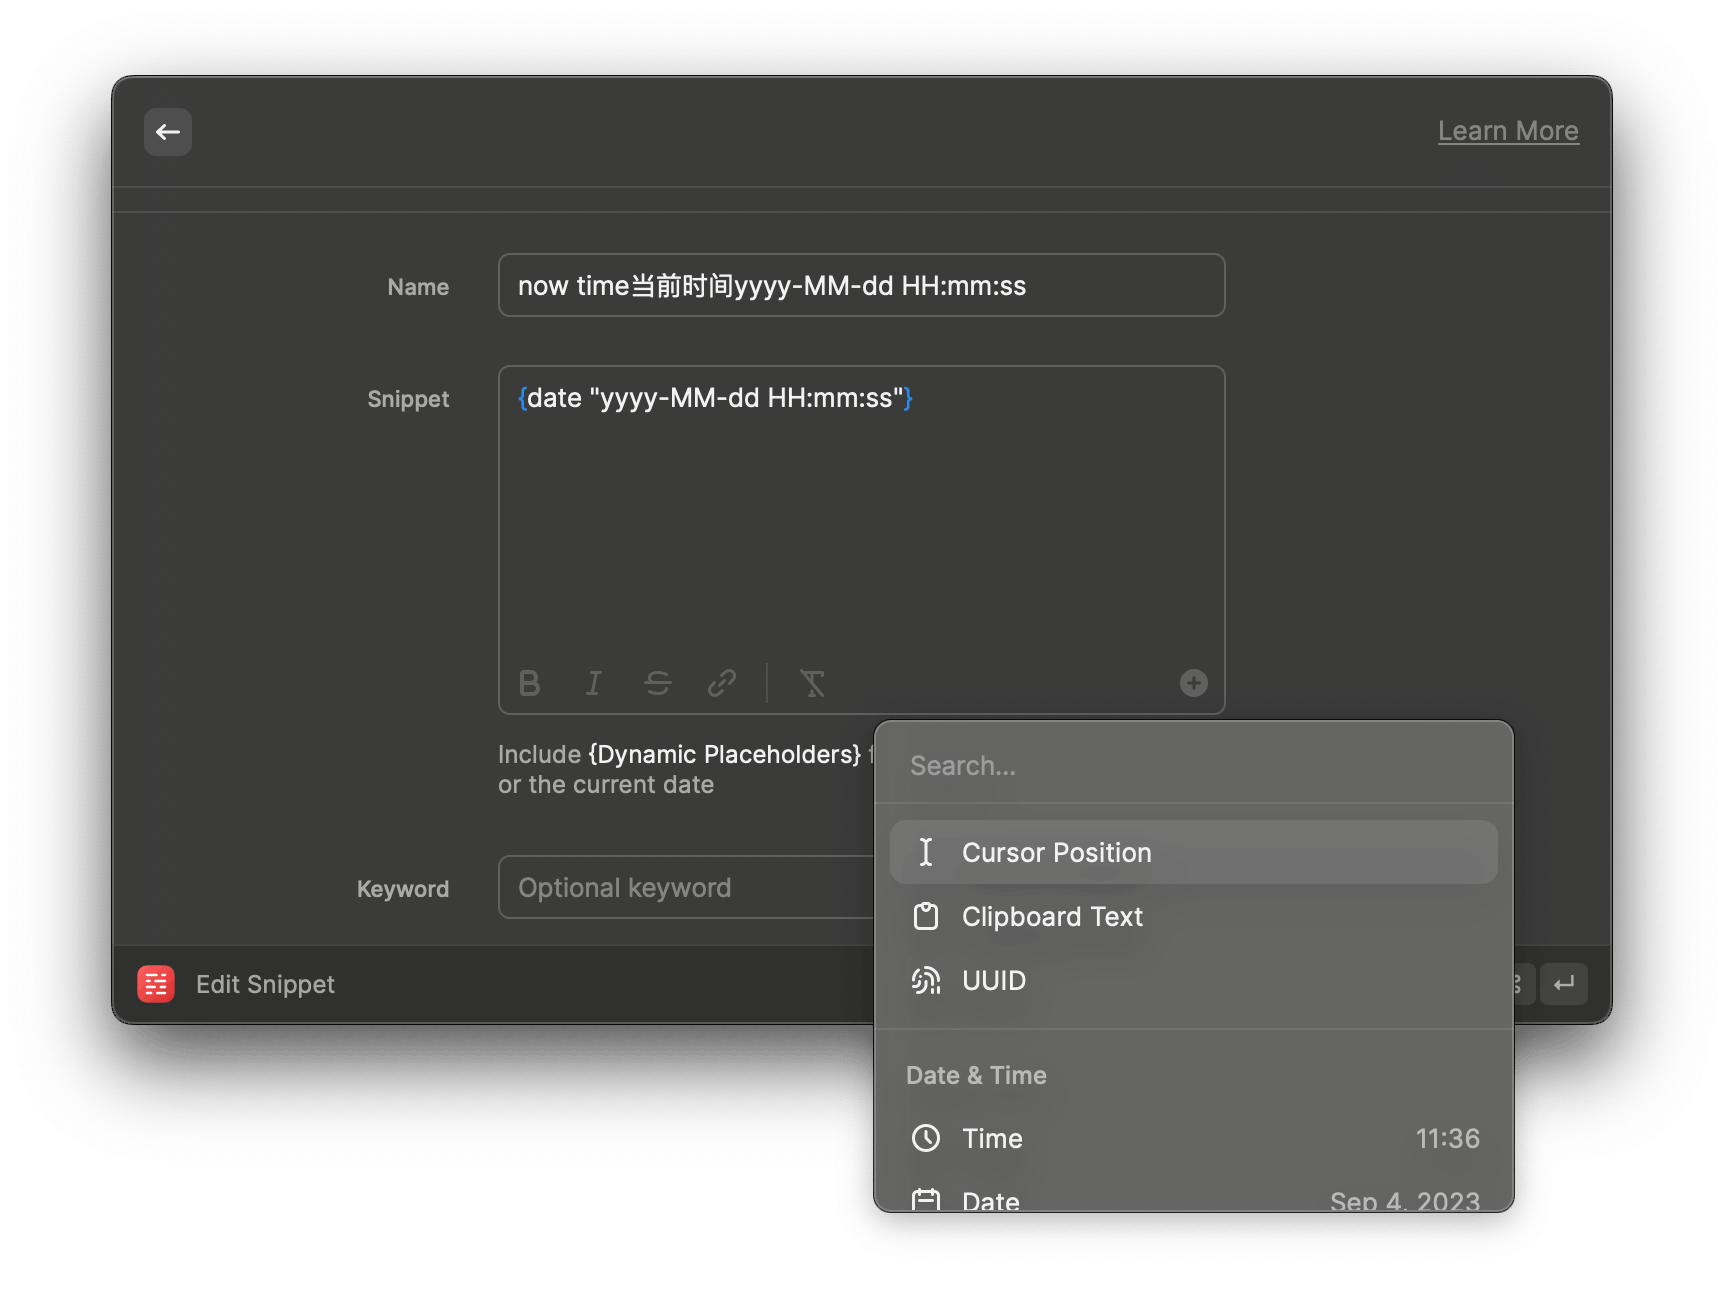 Learn More
Name
now time当前时间yyyy-MM-dd HH:mm:ss
Snippet
{date "yyyy-MM-dd HH:mm:ss"}
Include {Dynamic Placeholders}
or the current date
Keyword
Optional keyword
Edit Snippet
Search...
Cursor Position
Clipboard Text
UUID
Date & Time
Time 11:36
Date Sep 4, 2023